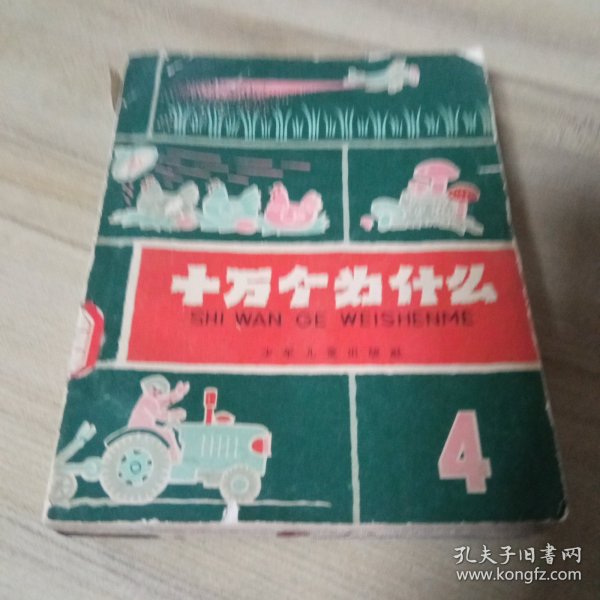 十万个为什么
SHI WAN GE WEISHENME
少年儿童出版社
4
孔夫子旧书网
www.kongfz.com